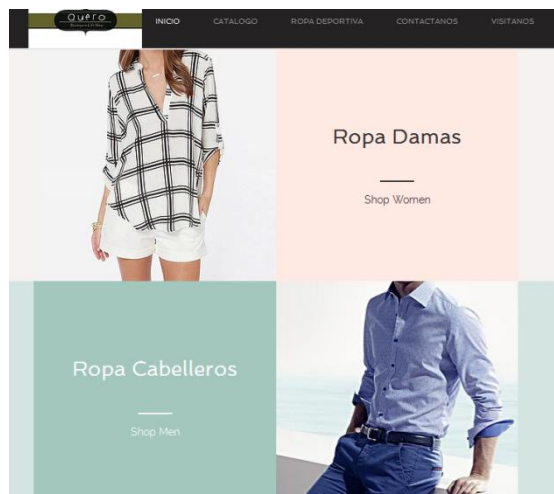 Quero
INICIO CATALOGO ROPA DEPORTIVA CONTACTANOS VISITANOS
Ropa Damas
Shop Women
Ropa Cabelleros
Shop Men